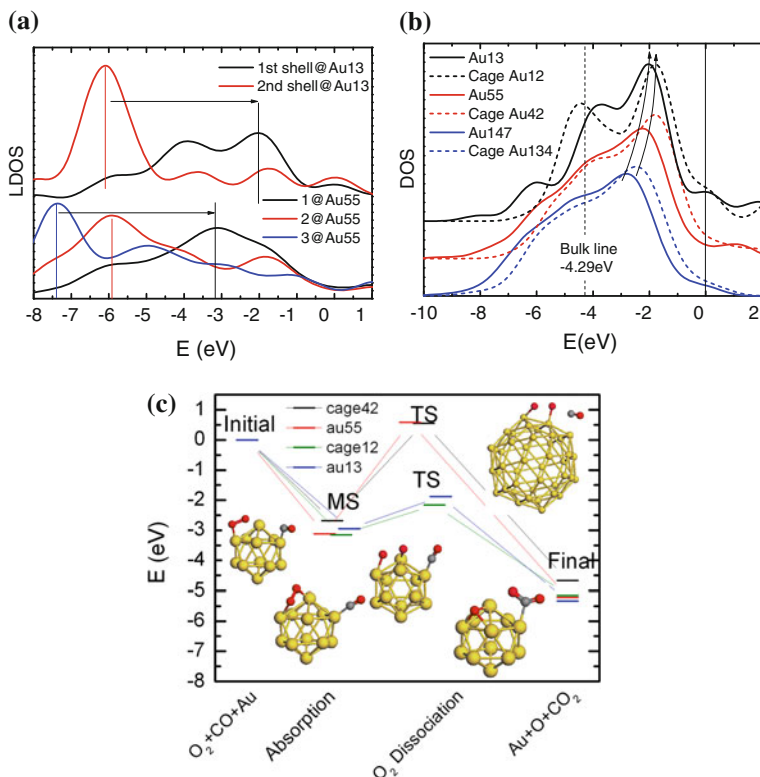 (a)
LDOS
1st shell@Au13
2nd shell@Au13
1@Au55
2@Au55
3@Au55
-8 -7 -6 -5 -4 -3 -2 -1 0 1
E (eV)
(b)
DOS
Au13
Cage Au12
Au55
Cage Au42
Au147
Cage Au134
Bulk line
-4.29eV
-10 -8 -6 -4 -2 0 2
E(eV)
(c)
E (eV)
1
0
-1
-2
-3
-4
-5
-6
-7
-8
cage42
au55
cage12
au13
Initial
MS
TS
TS
Final
O₂+CO+Au
Absorption
O₂ Dissociation
Au+O+CO₂